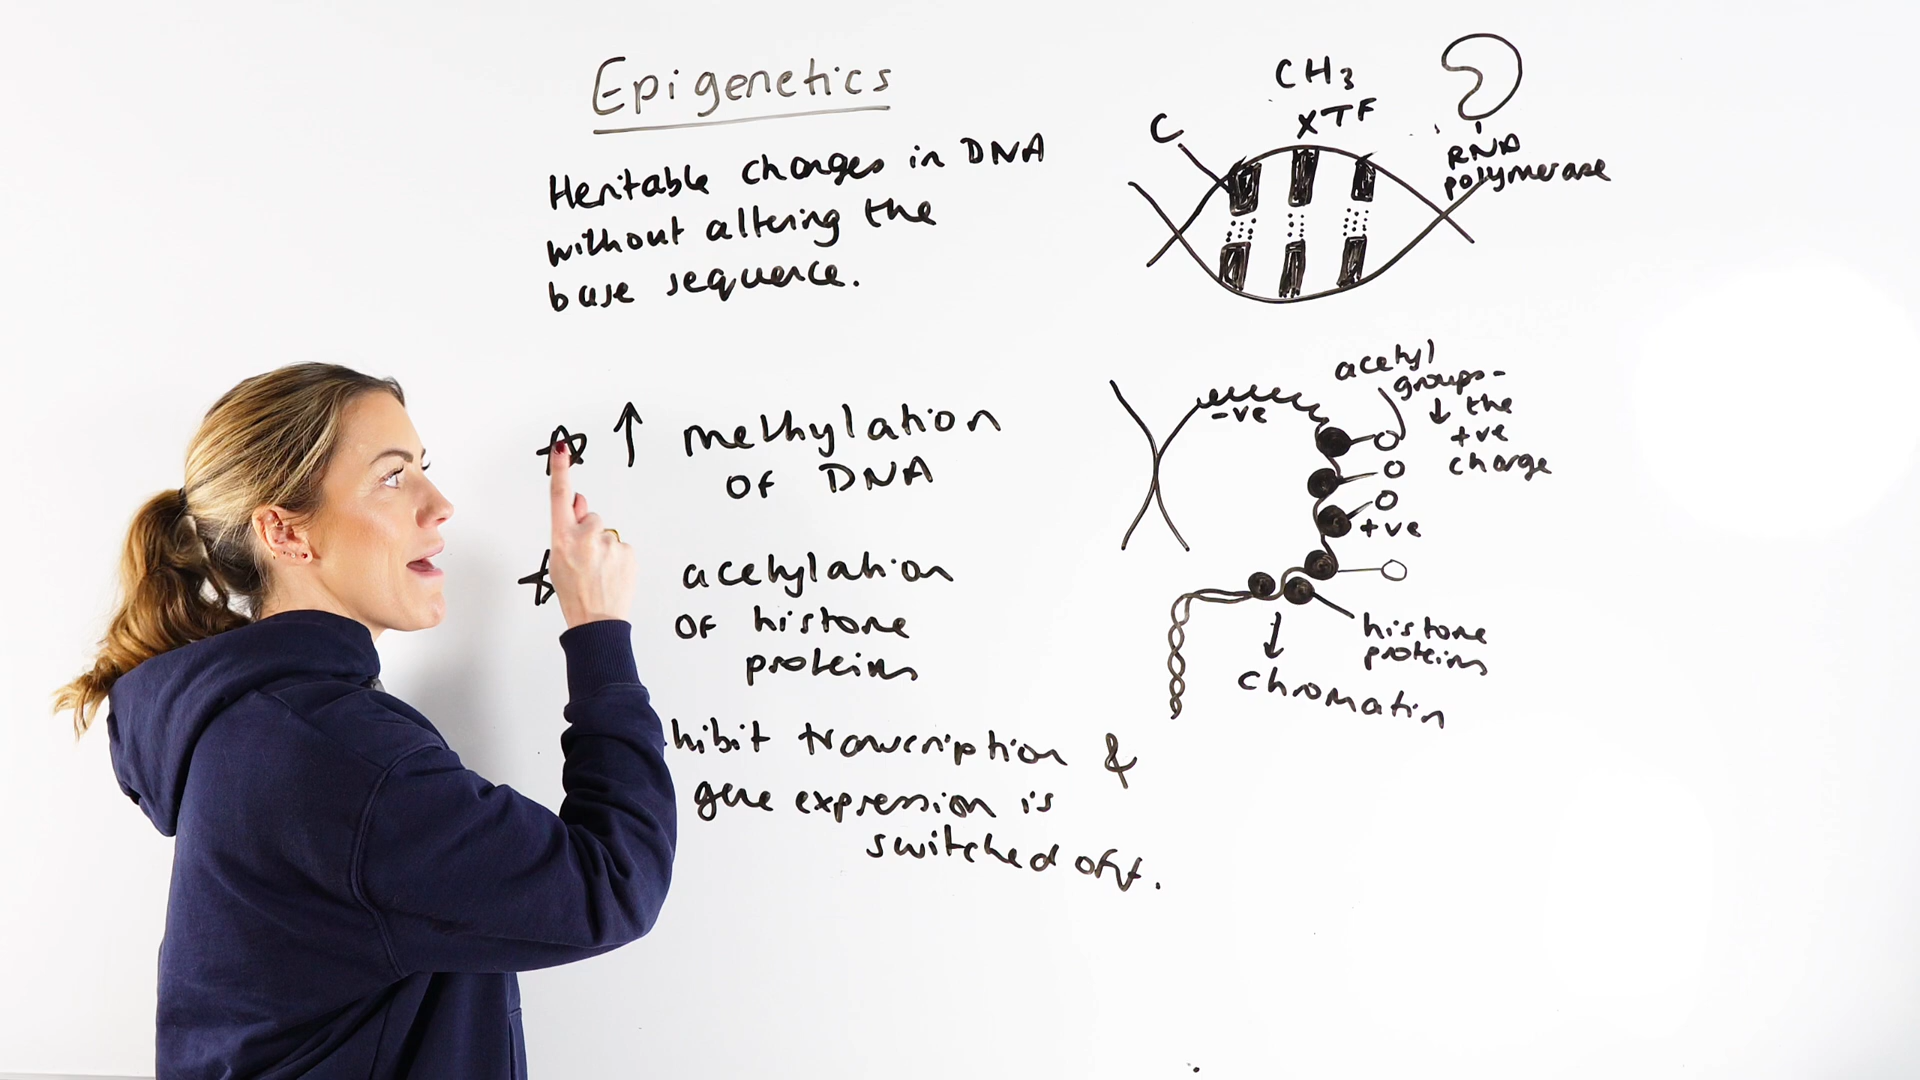 Epigenetics
Heritable changes in DNA
without altering the
base sequence.
↑ methylation
OF DNA
acetylation
OF histone
proteins
hibit transcription &
gene expression is
switched off.
CH3
XTF
C
RNA
polymerase
acetyl
groups-
↓ the
+ve
charge
-ve
+ve
histone
proteins
↓
chromatin